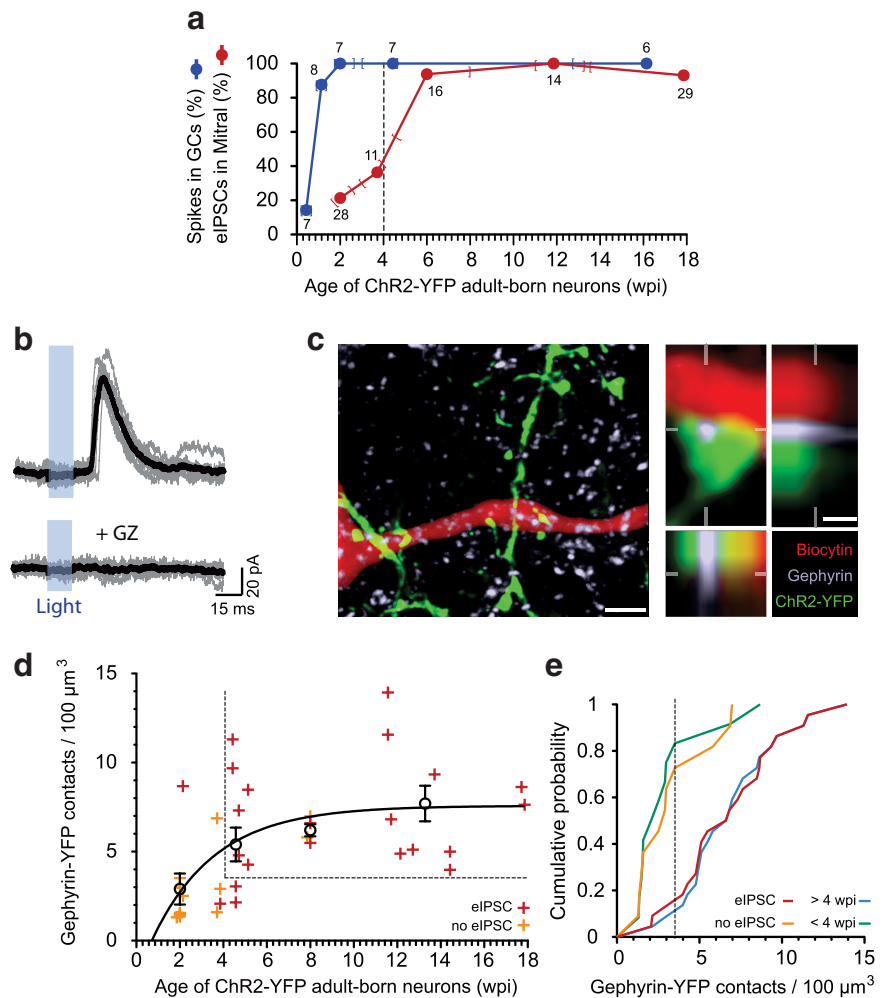 a
Spikes in GCs (%)
eIPSCs in Mitral (%)
100
80
60
40
20
0
7
8
7
7
6
28
11
16
14
29
0 2 4 6 8 10 12 14 16 18
Age of ChR2-YFP adult-born neurons (wpi)
b
+ GZ
Light
20 pA
15 ms
c
Biocytin
Gephyrin
ChR2-YFP
d
Gephyrin-YFP contacts / 100 µm³
15
10
5
0
eIPSC
no eIPSC
0 2 4 6 8 10 12 14 16 18
Age of ChR2-YFP adult-born neurons (wpi)
e
Cumulative probability
1
0.8
0.6
0.4
0.2
0
eIPSC > 4 wpi
no eIPSC < 4 wpi
0 5 10 15
Gephyrin-YFP contacts / 100 µm³